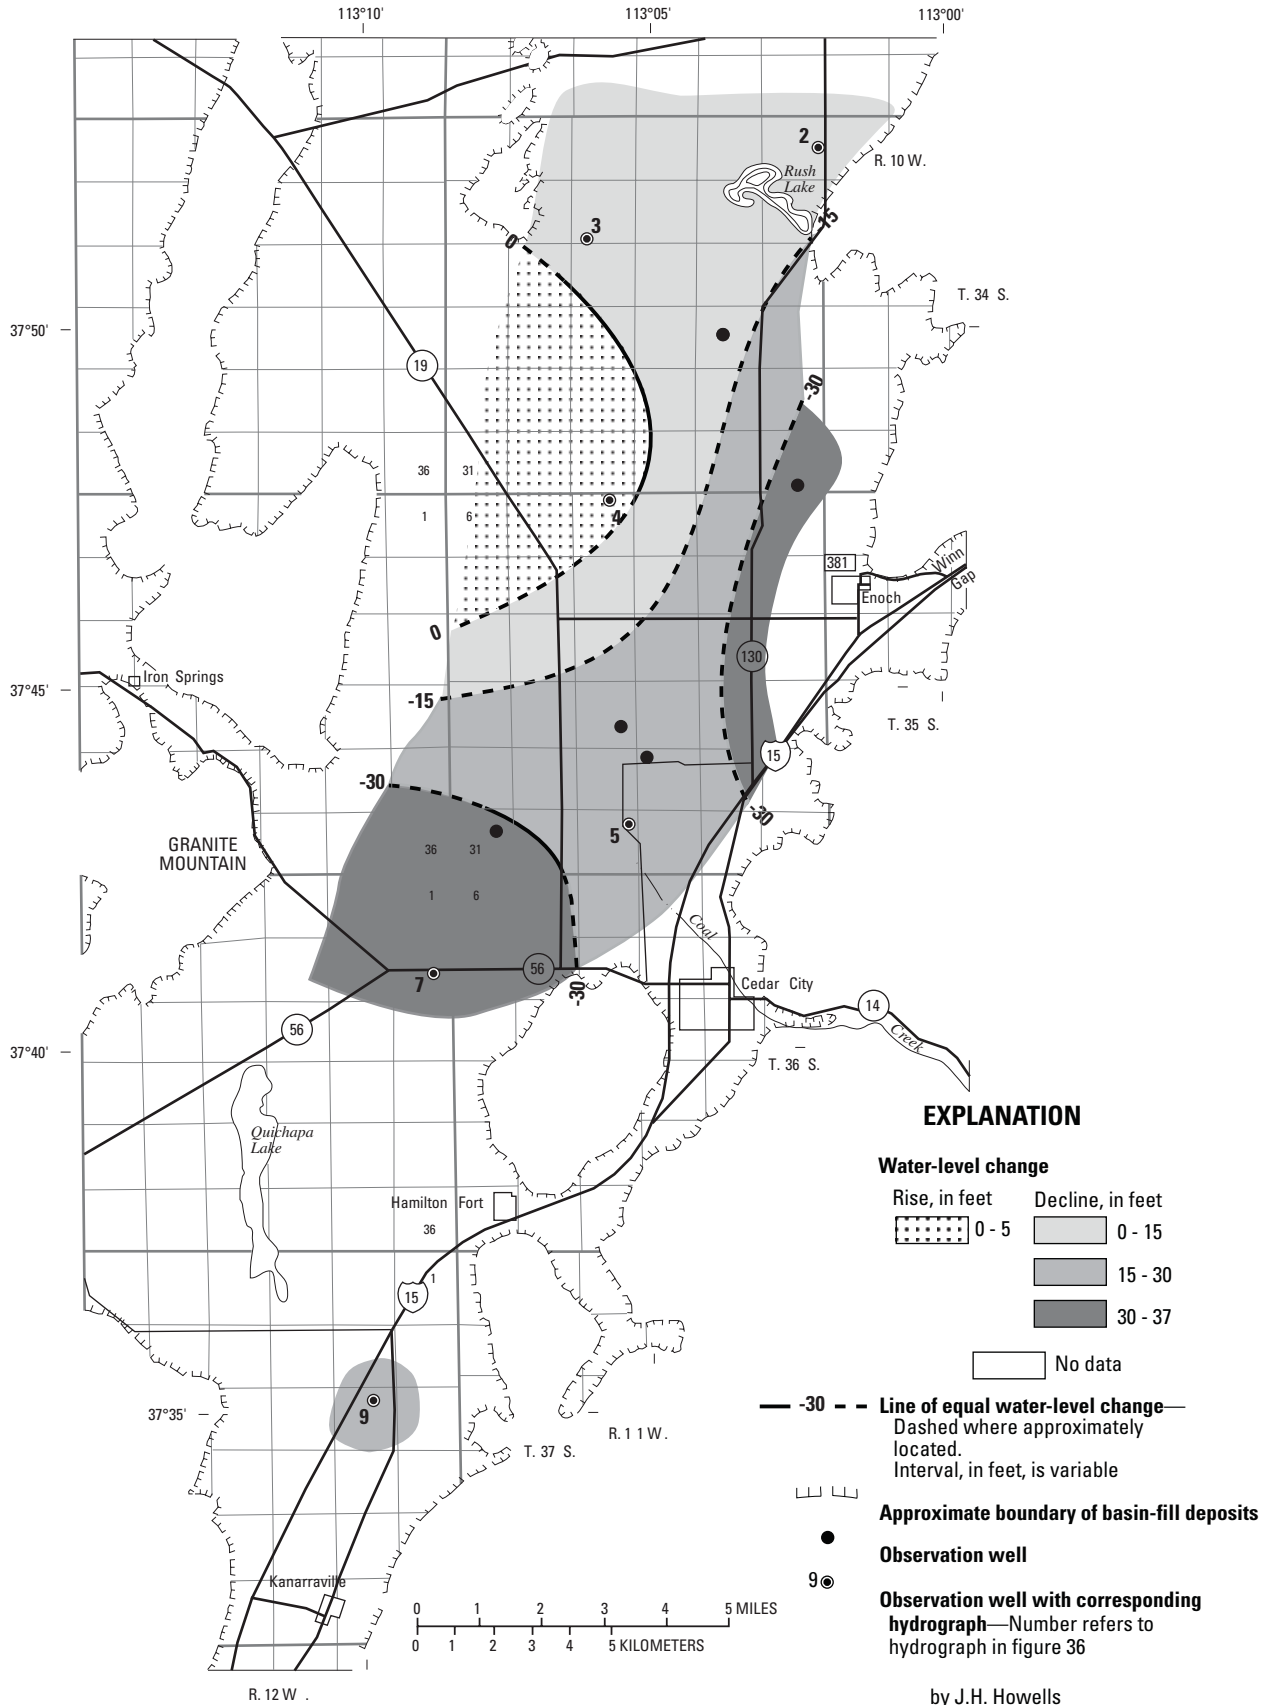 113°10'
113°05'
113°00'
2
R. 10 W.
Rush
Lake
3
-15
0
T. 34 S.
37°50'
19
-30
36 31
4
1 6
381
Winn
Gap
Enoch
0
130
Iron Springs
37°45'
-15
T. 35 S.
15
-30
-30
5
GRANITE
MOUNTAIN
36 31
1 6
Coal
7
56
Cedar City
-30
14
56
Creek
37°40'
T. 36 S.
EXPLANATION
Quichapa
Lake
Water-level change
Rise, in feet
Decline, in feet
Hamilton Fort
0 - 5
0 - 15
36
1
15 - 30
15
30 - 37
No data
37°35'
9
-30
Line of equal water-level change—
Dashed where approximately
located.
Interval, in feet, is variable
R. 1 1 W .
T. 37 S.
Approximate boundary of basin-fill deposits
Observation well
9
Observation well with corresponding
hydrograph—Number refers to
hydrograph in figure 36
Kanarraville
0 1 2 3 4 5 MILES
0 1 2 3 4 5 KILOMETERS
R. 12 W .
by J.H. Howells